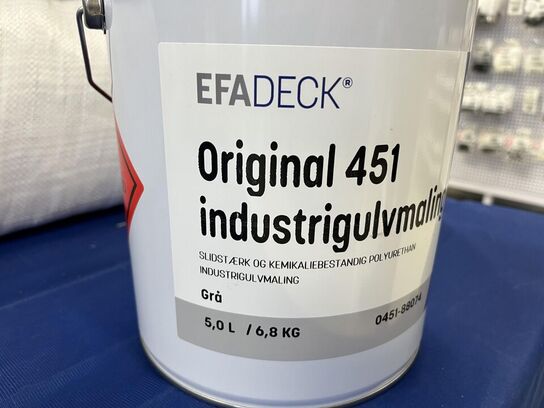 EFADECK®
Original 451
industrigulvmaling
SLIDSTÆRK OG KEMIKALIEBESTANDIG POLYURETHAN
INDUSTRIGULVMALING
Grå
5,0 L / 6,8 KG
0451-88074